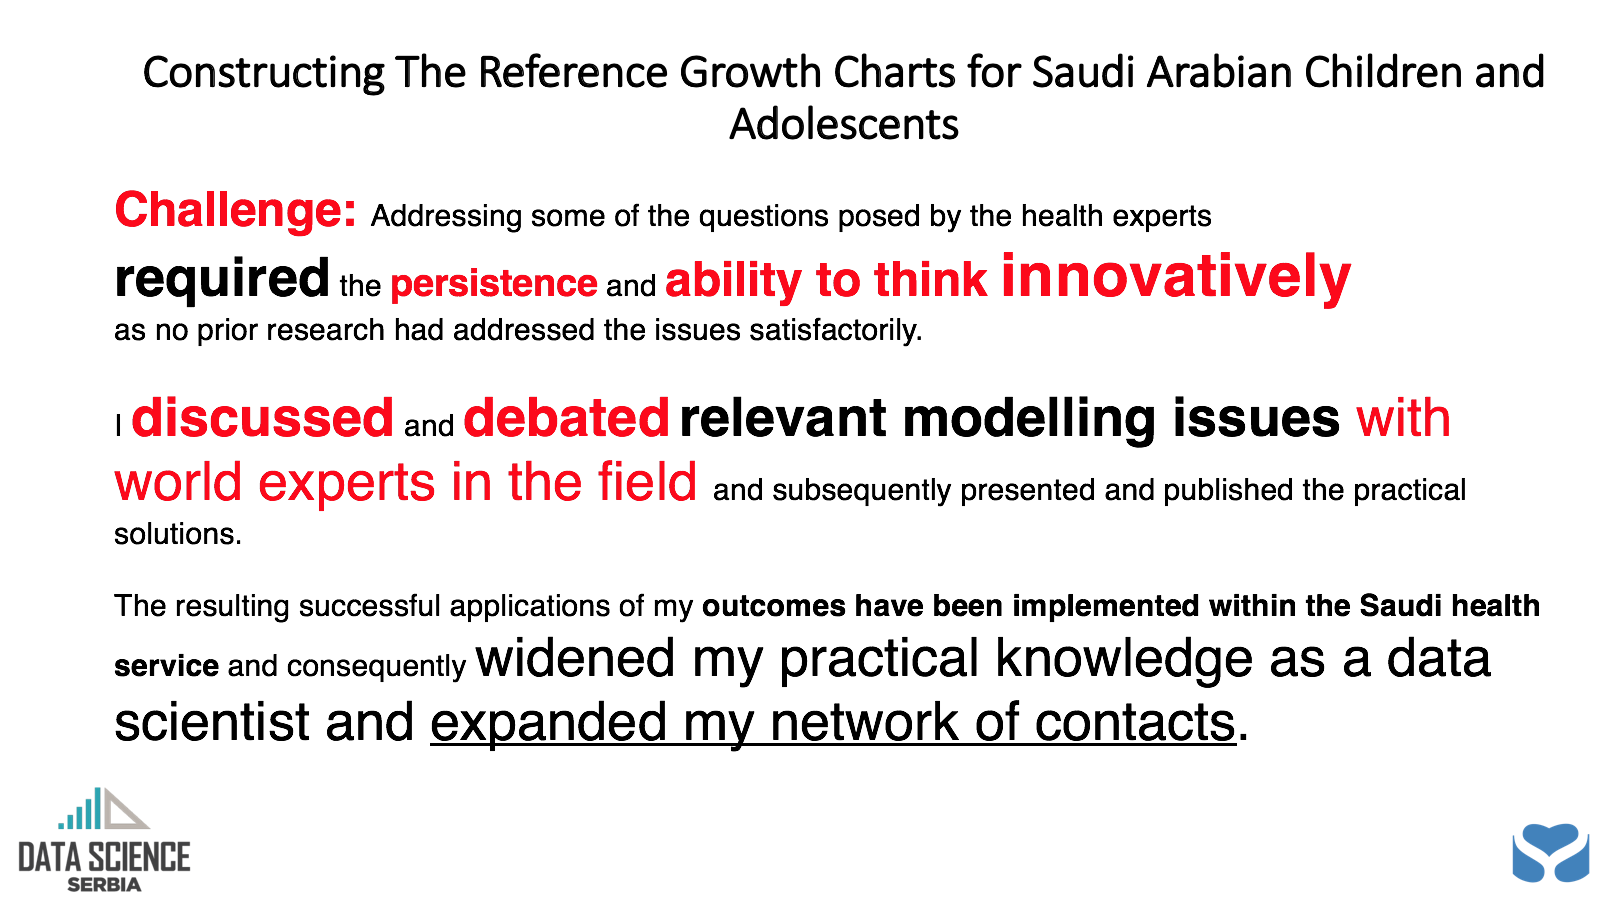 Constructing The Reference Growth Charts for Saudi Arabian Children and
Adolescents
Challenge: Addressing some of the questions posed by the health experts
required the persistence and ability to think innovatively
as no prior research had addressed the issues satisfactorily.
I discussed and debated relevant modelling issues with
world experts in the field and subsequently presented and published the practical
solutions.
The resulting successful applications of my outcomes have been implemented within the Saudi health
service and consequently widened my practical knowledge as a data
scientist and expanded my network of contacts.
DATA SCIENCE
SERBIA